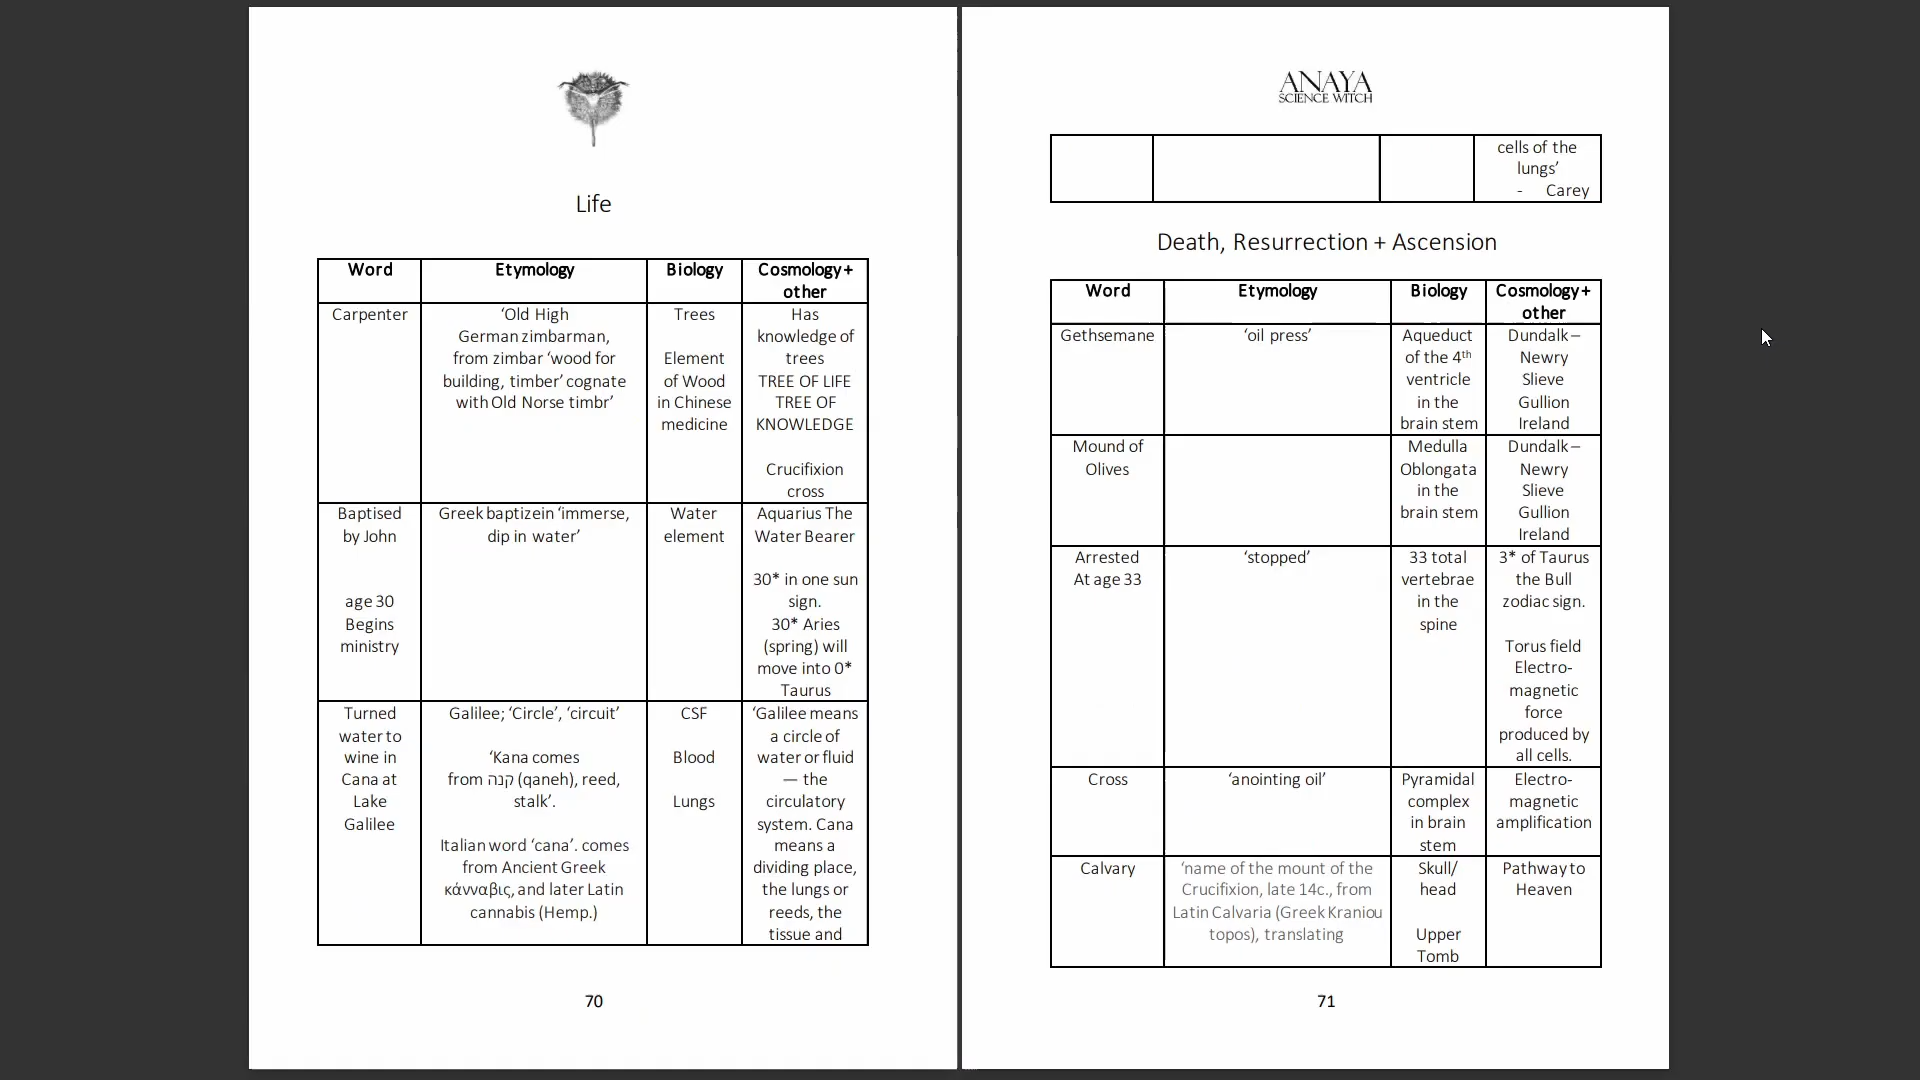 Life
Word
Etymology
Biology
Cosmology +
other
Carpenter
‘Old High
German zimbarman,
from zimbar ‘wood for
building, timber’ cognate
with Old Norse timbr’
Trees
Element
of Wood
in Chinese
medicine
Has
knowledge of
trees
TREE OF LIFE
TREE OF
KNOWLEDGE
Crucifixion
cross
Baptised
by John
age 30
Begins
ministry
Greek baptizein ‘immerse,
dip in water’
Water
element
Aquarius The
Water Bearer
30* in one sun
sign.
30* Aries
(spring) will
move into 0*
Taurus
Turned
water to
wine in
Cana at
Lake
Galilee
Galilee; ‘Circle’, ‘circuit’
‘Kana comes
from קנה (qaneh), reed,
stalk’.
Italian word ‘cana’. comes
from Ancient Greek
κάνναβις, and later Latin
cannabis (Hemp.)
CSF
Blood
Lungs
‘Galilee means
a circle of
water or fluid
— the
circulatory
system. Cana
means a
dividing place,
the lungs or
reeds, the
tissue and
70
ANAYA
SCIENCE WITCH
cells of the
lungs’
- Carey
Death, Resurrection + Ascension
Word
Etymology
Biology
Cosmology +
other
Gethsemane
‘oil press’
Aqueduct
of the 4th
ventricle
in the
brain stem
Dundalk –
Newry
Slieve
Gullion
Ireland
Mound of
Olives
Medulla
Oblongata
in the
brain stem
Dundalk –
Newry
Slieve
Gullion
Ireland
Arrested
At age 33
‘stopped’
33 total
vertebrae
in the
spine
3* of Taurus
the Bull
zodiac sign.
Torus field
Electro-
magnetic
force
produced by
all cells.
Cross
‘anointing oil’
Pyramidal
complex
in brain
stem
Electro-
magnetic
amplification
Calvary
‘name of the mount of the
Crucifixion, late 14c., from
Latin Calvaria (Greek Kraniou
topos), translating
Skull/
head
Upper
Tomb
Pathway to
Heaven
71